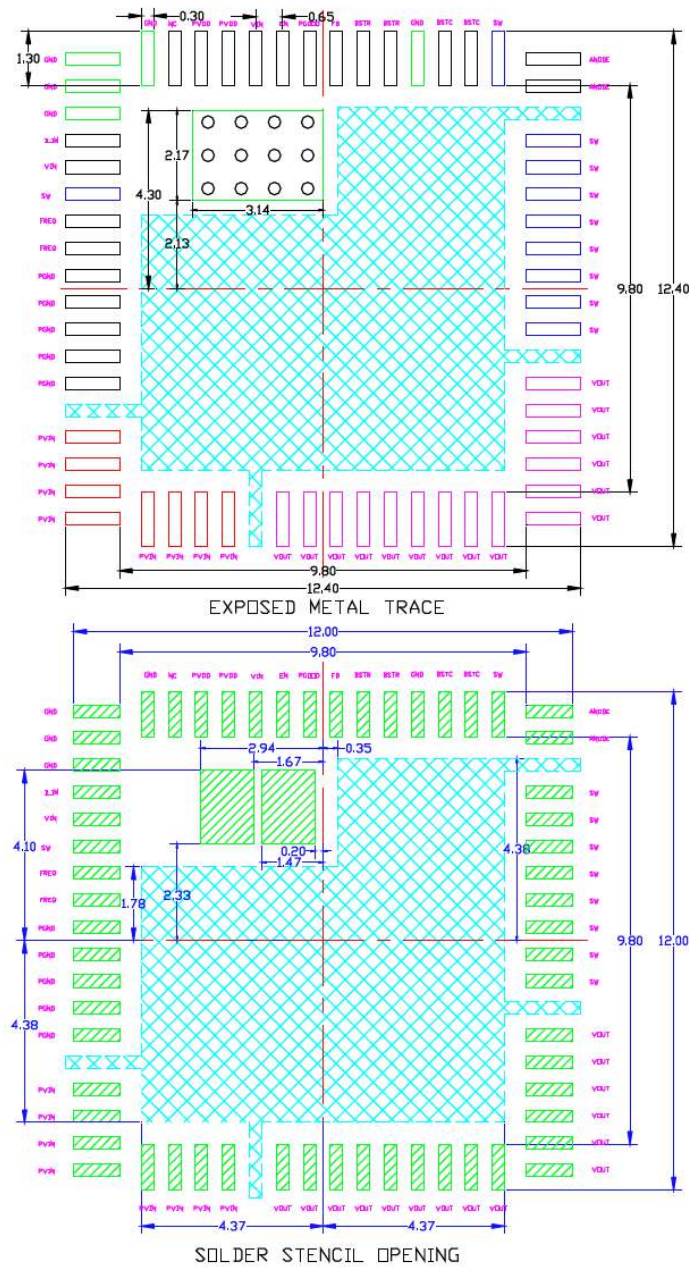 0.30 0.65
GND NC PVDD PVDD VIN EN PGOOD FB BSTR BSTR GND BSTC BSTC SW
1.30
GND ANODE
GND ANODE
GND
ILIM SW
VIN SW
SW SW
FREQ SW
FREQ SW
PGND SW
PGND SW
PGND SW
PGND VOUT
PGND VOUT
PVIN VOUT
PVIN VOUT
PVIN VOUT
PVIN VOUT
2.17
4.30
3.14
2.13
9.80 12.40
PVIN PVIN PVIN PVIN VOUT VOUT VOUT VOUT VOUT VOUT VOUT VOUT VOUT
9.80
12.40
EXPOSED METAL TRACE
12.00
9.80
GND NC PVDD PVDD VIN EN PGOOD FB BSTR BSTR GND BSTC BSTC SW
GND ANODE
GND ANODE
GND
ILIM SW
VIN SW
SW SW
FREQ SW
FREQ SW
PGND SW
PGND SW
PGND SW
PGND
PGND VOUT
PVIN VOUT
PVIN VOUT
PVIN VOUT
PVIN VOUT
2.94 0.35
1.67
4.10
0.20
1.47
4.38
2.33
1.78
9.80 12.00
4.38
PVIN PVIN PVIN PVIN VOUT VOUT VOUT VOUT VOUT VOUT VOUT VOUT VOUT
4.37 4.37
SOLDER STENCIL OPENING